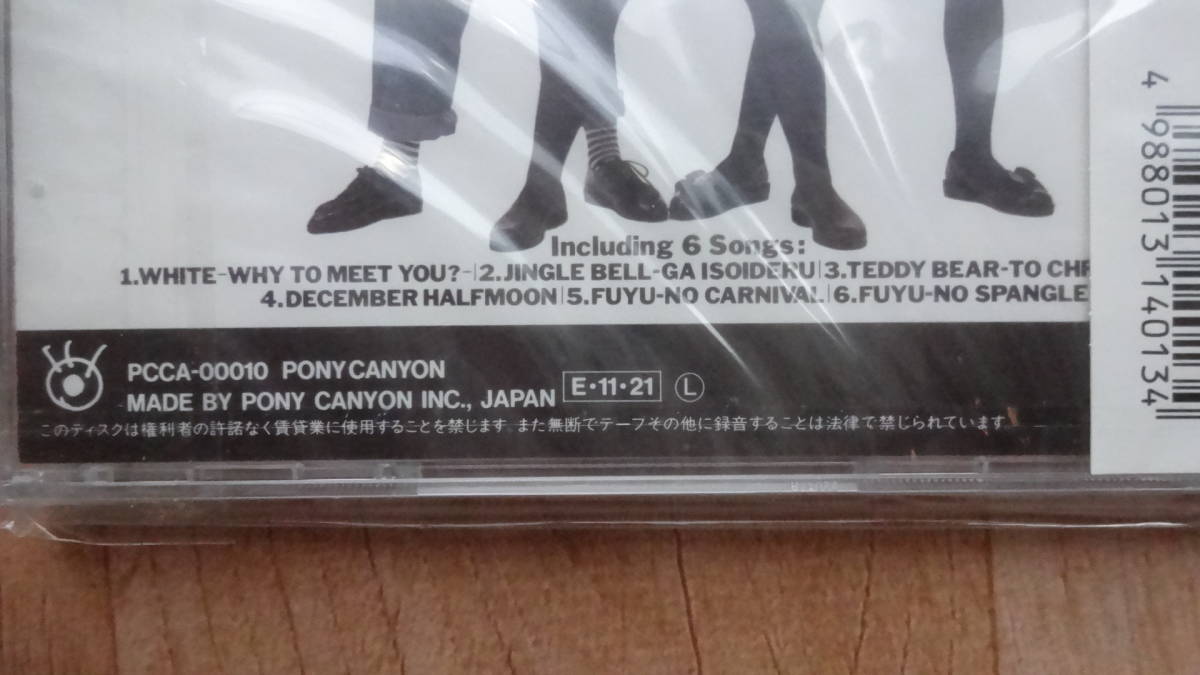 Including 6 Songs:
1.WHITE-WHY TO MEET YOU?-|2.JINGLE BELL-GA ISOIDERU|3.TEDDY BEAR-TO
4.DECEMBER HALFMOON|5.FUYU-NO CARNIVAL|6.FUYU-NO SPANGLE
PCCA-00010 PONY CANYON
MADE BY PONY CANYON INC., JAPAN E・11・21 Ⓛ
このディスクは権利者の許諾なく賃貸業に使用することを禁じます また無断でテープその他に録音することは法律で禁じられています
4 988013 140134